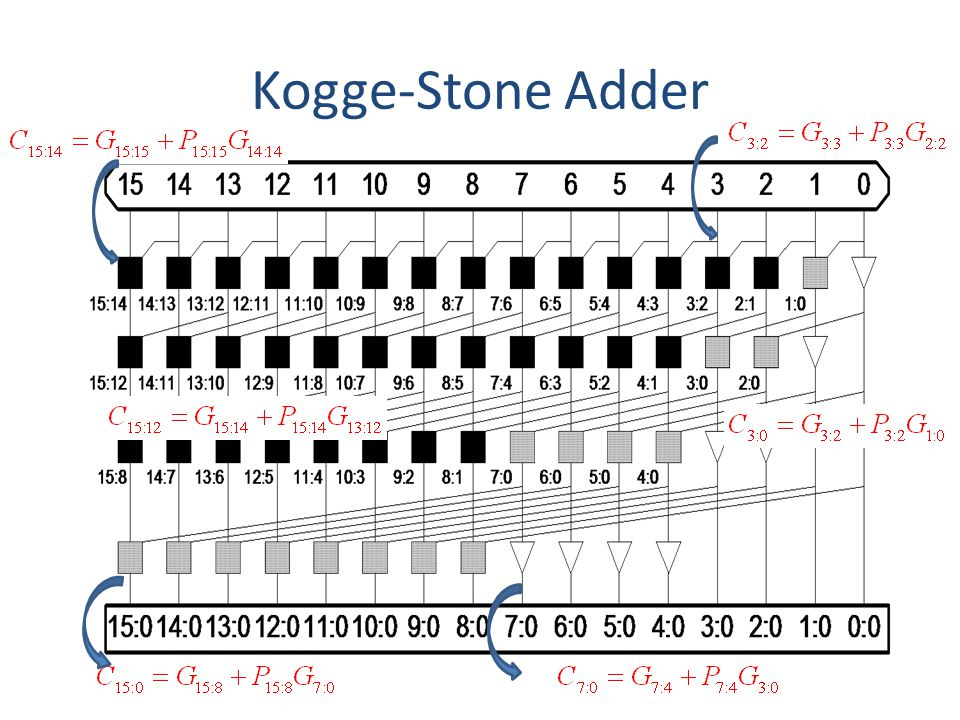 Kogge-Stone Adder
C_{15:14} = G_{15:15} + P_{15:15}G_{14:14}
C_{3:2} = G_{3:3} + P_{3:3}G_{2:2}
15 14 13 12 11 10 9 8 7 6 5 4 3 2 1 0
15:14 14:13 13:12 12:11 11:10 10:9 9:8 8:7 7:6 6:5 5:4 4:3 3:2 2:1 1:0
15:12 14:11 13:10 12:9 11:8 10:7 9:6 8:5 7:4 6:3 5:2 4:1 3:0 2:0
C_{15:12} = G_{15:14} + P_{15:14}G_{13:12}
C_{3:0} = G_{3:2} + P_{3:2}G_{1:0}
15:8 14:7 13:6 12:5 11:4 10:3 9:2 8:1 7:0 6:0 5:0 4:0
15:0 14:0 13:0 12:0 11:0 10:0 9:0 8:0 7:0 6:0 5:0 4:0 3:0 2:0 1:0 0:0
C_{15:0} = G_{15:8} + P_{15:8}G_{7:0}
C_{7:0} = G_{7:4} + P_{7:4}G_{3:0}